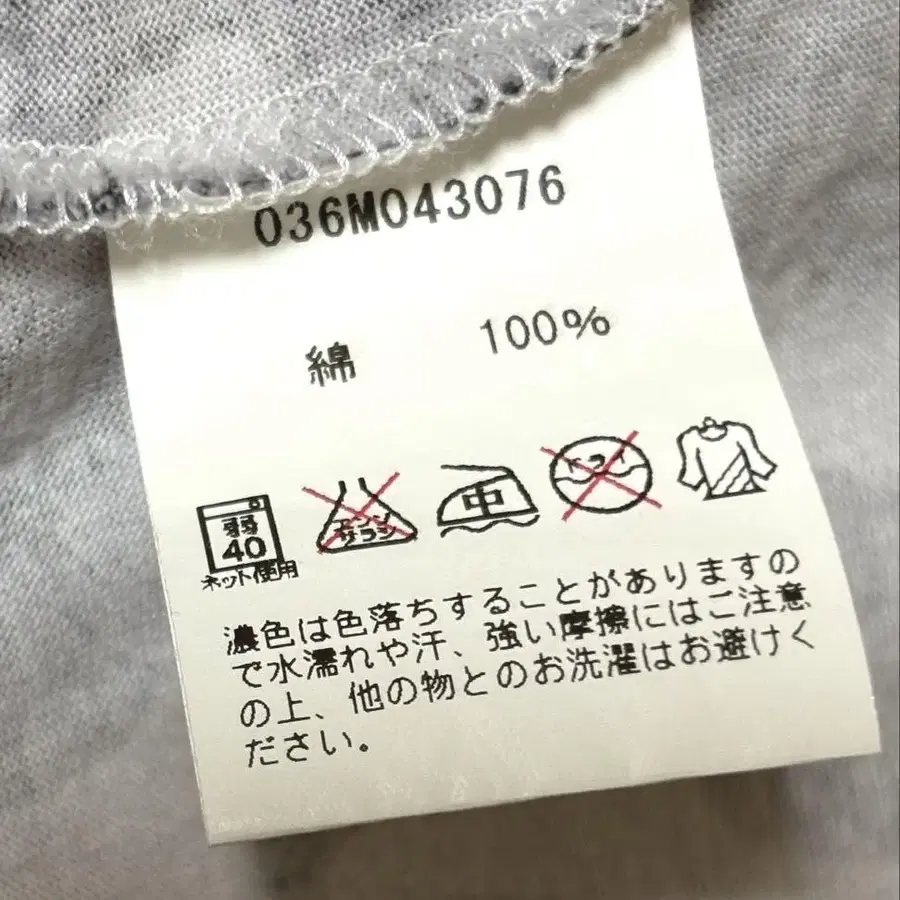 036M043076
綿 100%
弱
40
ネット使用
エンソ
サラシ
中
ドライ
濃色は色落ちすることがありますの
で水濡れや汗、強い摩擦にはご注意
の上、他の物とのお洗濯はお避けく
ださい。